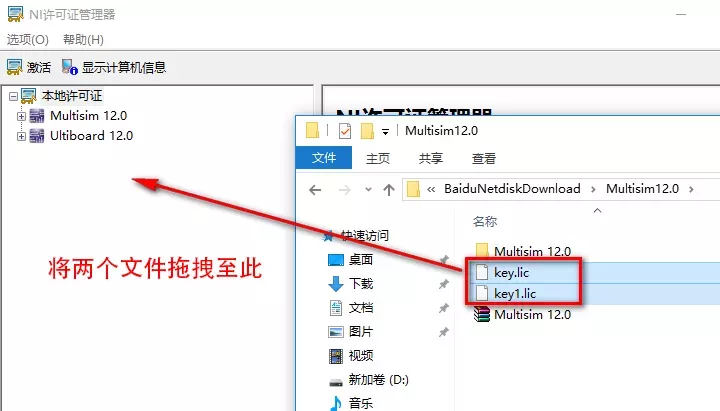 NI许可证管理器
选项(O) 帮助(H)
激活 显示计算机信息
本地许可证
Multisim 12.0
Ultiboard 12.0
将两个文件拖拽至此
NI许可证管理器
Multisim12.0
文件 主页 共享 查看
BaiduNetdiskDownload Multisim12.0
名称
快速访问
桌面
下载
文档
图片
视频
新加卷 (D:)
音乐
Multisim 12.0
key.lic
key1.lic
Multisim 12.0